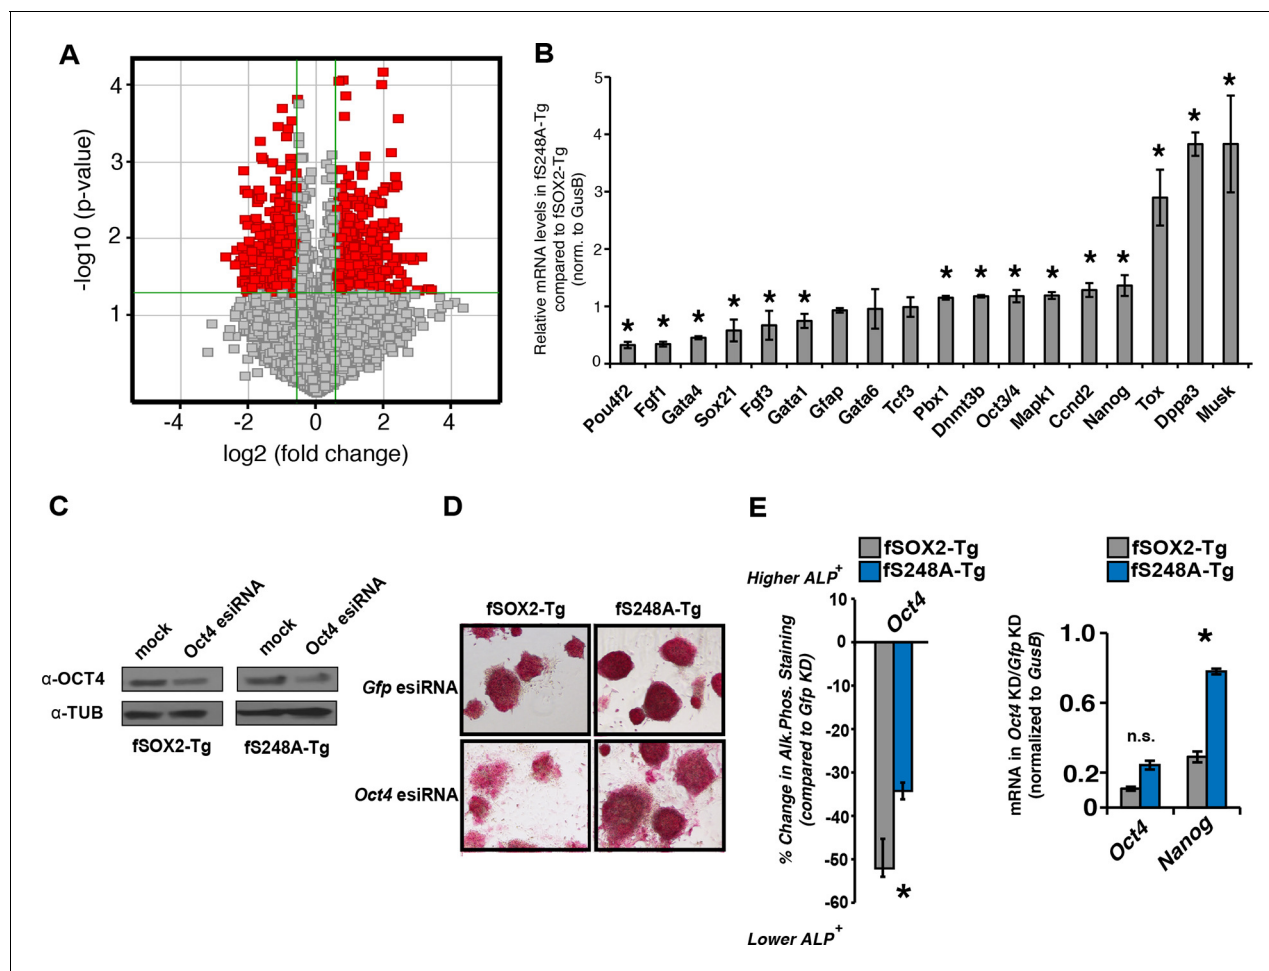 A
-log10 (p-value)
4
3
2
1
-4
-2
0
2
4
log2 (fold change)
B
Relative mRNA levels in fS248A-Tg
compared to fSOX2-Tg
(norm. to GusB)
5
4
3
2
1
0
* * * * * * * * * * * * * * *
Pou4f2
Fgf1
Gata4
Sox21
Fgf3
Gata1
Gfap
Gata6
Tcf3
Pbx1
Dnmt3b
Oct3/4
Mapk1
Ccnd2
Nanog
Tox
Dppa3
Musk
C
mock
Oct4 esiRNA
mock
Oct4 esiRNA
α-OCT4
α-TUB
fSOX2-Tg
fS248A-Tg
D
fSOX2-Tg
fS248A-Tg
Gfp esiRNA
Oct4 esiRNA
E
fSOX2-Tg
fS248A-Tg
Higher ALP+
Oct4
% Change in Alk.Phos. Staining
(compared to Gfp KD)
10
0
-10
-20
-30
-40
-50
-60
*
Lower ALP+
fSOX2-Tg
fS248A-Tg
mRNA in Oct4 KD/Gfp KD
(normalized to GusB)
1.0
0.6
0.2
0
n.s.
*
Oct4
Nanog